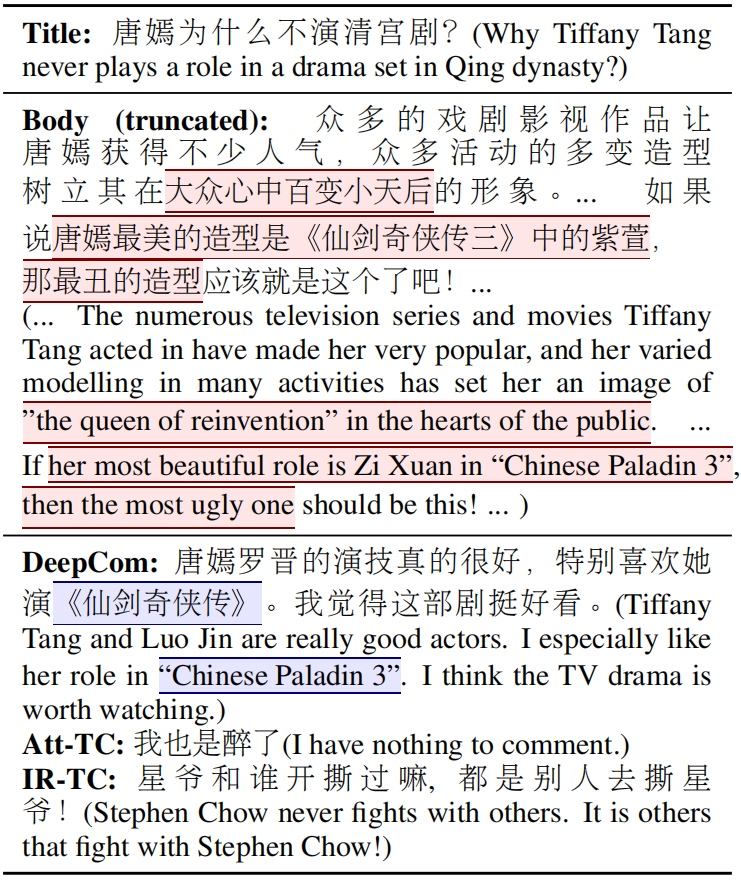 Title: 唐嫣为什么不演清宫剧？(Why Tiffany Tang
never plays a role in a drama set in Qing dynasty?)
Body (truncated): 众多的戏剧影视作品让
唐嫣获得不少人气，众多活动的多变造型
树立其在大众心中百变小天后的形象。... 如果
说唐嫣最美的造型是《仙剑奇侠传三》中的紫萱，
那最丑的造型应该就是这个了吧！...
(... The numerous television series and movies Tiffany
Tang acted in have made her very popular, and her varied
modelling in many activities has set her an image of
”the queen of reinvention” in the hearts of the public. ...
If her most beautiful role is Zi Xuan in “Chinese Paladin 3”,
then the most ugly one should be this! ... )
DeepCom: 唐嫣罗晋的演技真的很好，特别喜欢她
演《仙剑奇侠传》。我觉得这部剧挺好看。(Tiffany
Tang and Luo Jin are really good actors. I especially like
her role in “Chinese Paladin 3”. I think the TV drama is
worth watching.)
Att-TC: 我也是醉了(I have nothing to comment.)
IR-TC: 星爷和谁开撕过嘛, 都是别人去撕星
爷！(Stephen Chow never fights with others. It is others
that fight with Stephen Chow!)